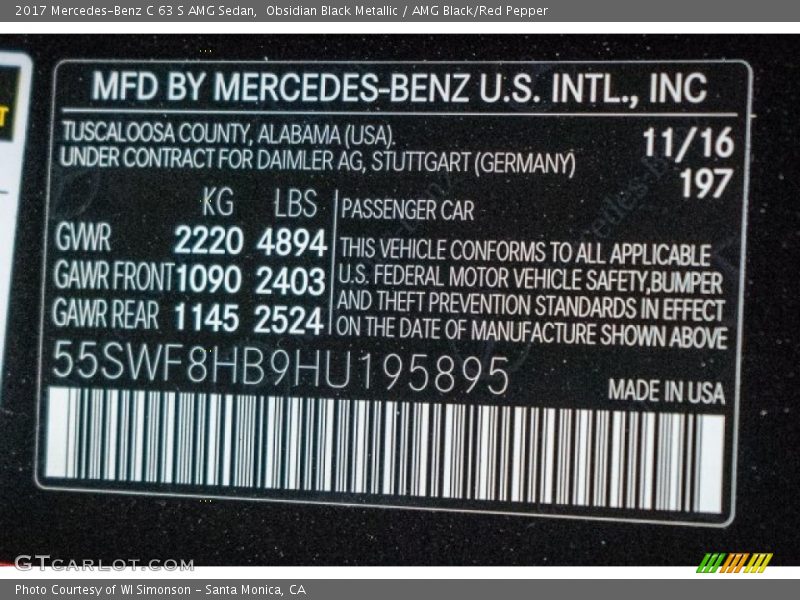 2017 Mercedes-Benz C 63 S AMG Sedan, Obsidian Black Metallic / AMG Black/Red Pepper
MFD BY MERCEDES-BENZ U.S. INTL., INC
TUSCALOOSA COUNTY, ALABAMA (USA).
UNDER CONTRACT FOR DAIMLER AG, STUTTGART (GERMANY)
11/16
197
KG LBS
GWR 2220 4894
GAWR FRONT 1090 2403
GAWR REAR 1145 2524
PASSENGER CAR
THIS VEHICLE CONFORMS TO ALL APPLICABLE
U.S. FEDERAL MOTOR VEHICLE SAFETY,BUMPER
AND THEFT PREVENTION STANDARDS IN EFFECT
ON THE DATE OF MANUFACTURE SHOWN ABOVE
55SWF8HB9HU195895
MADE IN USA
GTCARLOT.COM
Photo Courtesy of WI Simonson - Santa Monica, CA